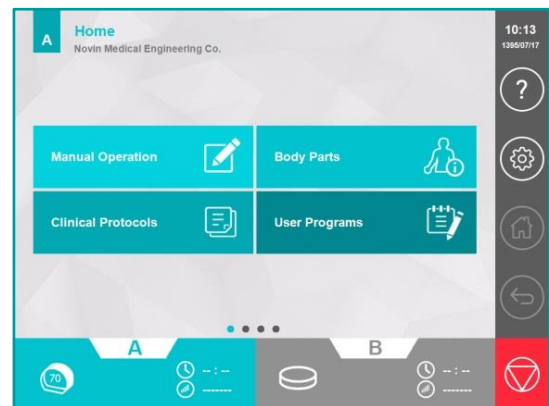 A
Home
Novin Medical Engineering Co.
10:13
1395/07/17
?
Manual Operation
Body Parts
Clinical Protocols
User Programs
A
B
70
-- : --
-------
-- : --
-------